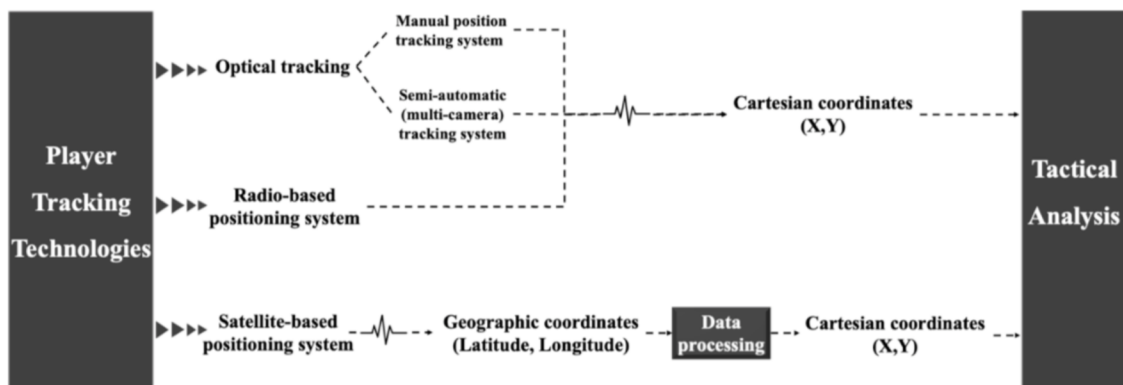 Player
Tracking
Technologies
Optical tracking
Manual position
tracking system
Semi-automatic
(multi-camera)
tracking system
Radio-based
positioning system
Cartesian coordinates
(X,Y)
Satellite-based
positioning system
Geographic coordinates
(Latitude, Longitude)
Data
processing
Cartesian coordinates
(X,Y)
Tactical
Analysis